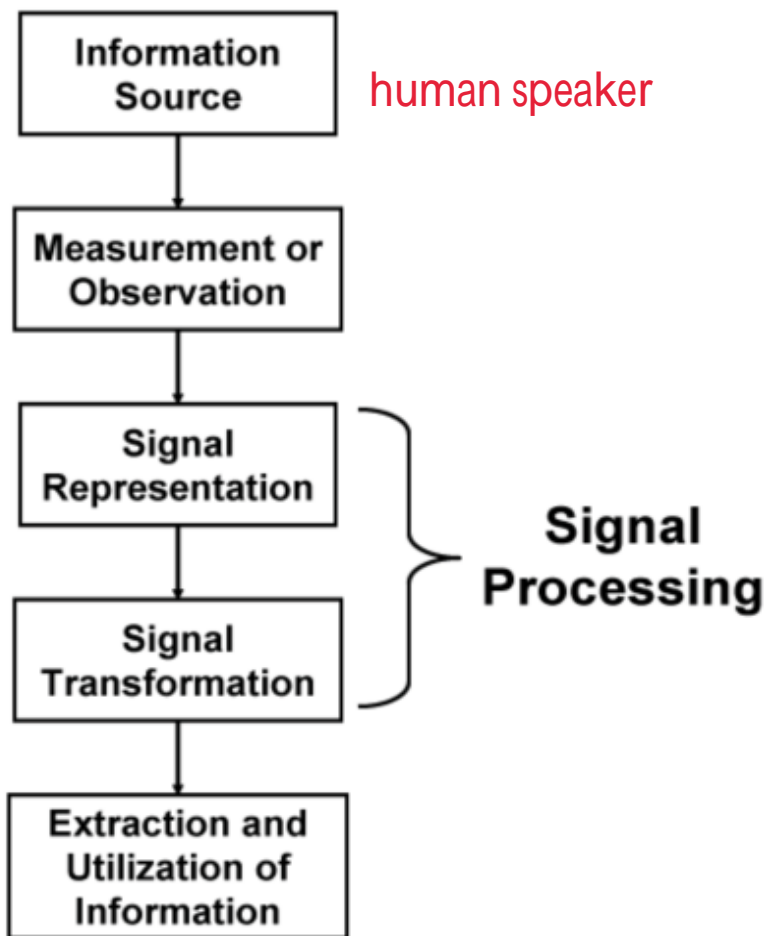 Information
Source
human speaker
Measurement or
Observation
Signal
Representation
Signal
Processing
Signal
Transformation
Extraction and
Utilization of
Information